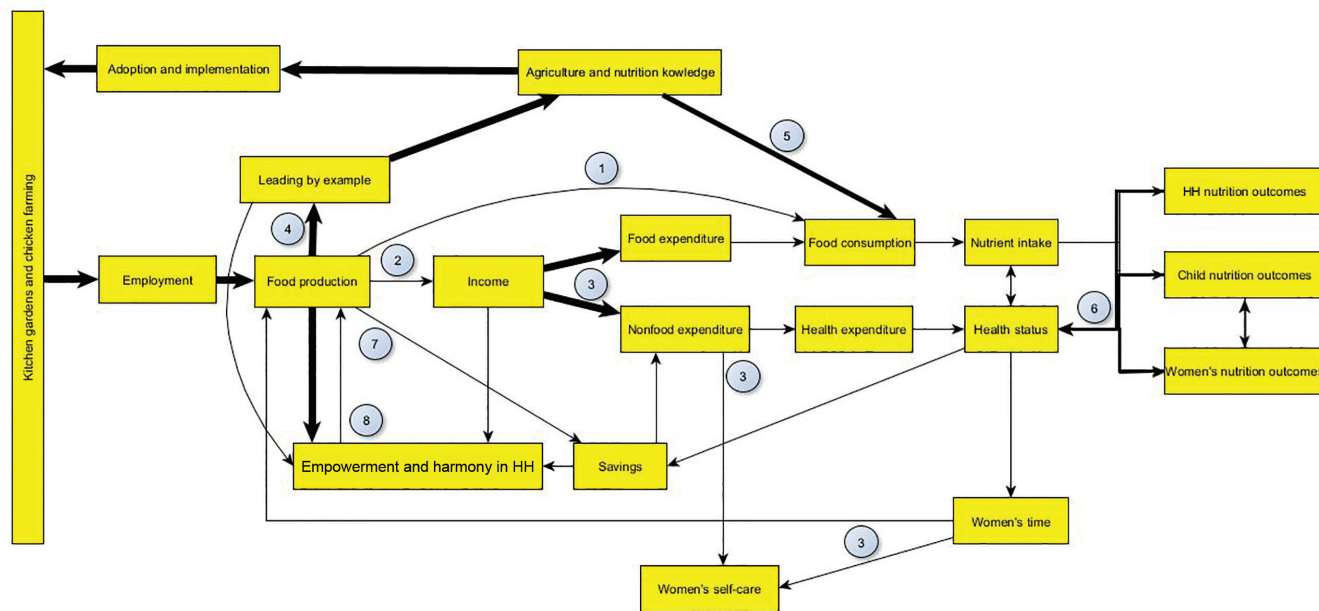 Kitchen gardens and chicken farming
Adoption and implementation
Agriculture and nutrition kowledge
5
Leading by example
1
HH nutrition outcomes
4
Food expenditure
Food consumption
Nutrient intake
2
Employment
Food production
Income
3
Child nutrition outcomes
6
Nonfood expenditure
Health expenditure
Health status
7
3
Women's nutrition outcomes
8
Empowerment and harmony in HH
Savings
Women's time
3
Women's self-care